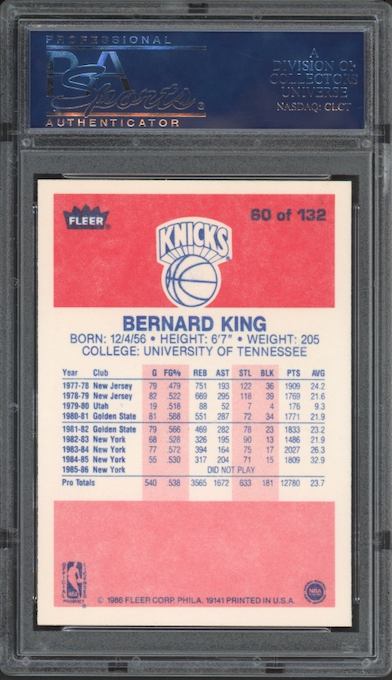 PROFESSIONAL
PSA
Sports®
AUTHENTICATOR
A
DIVISION OF
COLLECTORS
UNIVERSE
NASDAQ: CLCT
FLEER
60 of 132
KNICKS
BERNARD KING
BORN: 12/4/56 • HEIGHT: 6'7" • WEIGHT: 205
COLLEGE: UNIVERSITY OF TENNESSEE
Year Club G FG% REB AST STL BLK PTS AVG
1977-78 New Jersey 79 .479 751 193 122 36 1909 24.2
1978-79 New Jersey 82 .522 669 295 118 39 1769 21.6
1979-80 Utah 19 .518 88 52 7 4 176 9.3
1980-81 Golden State 81 .588 551 287 72 34 1771 21.9
1981-82 Golden State 79 .566 469 282 78 23 1833 23.2
1982-83 New York 68 .528 326 195 90 13 1486 21.9
1983-84 New York 77 .572 394 164 75 17 2027 26.3
1984-85 New York 55 .530 317 204 71 15 1809 32.9
1985-86 New York DID NOT PLAY
Pro Totals 540 .538 3565 1672 633 181 12780 23.7
NBA
© 1986 FLEER CORP. PHILA. 19141 PRINTED IN U.S.A.
NBA